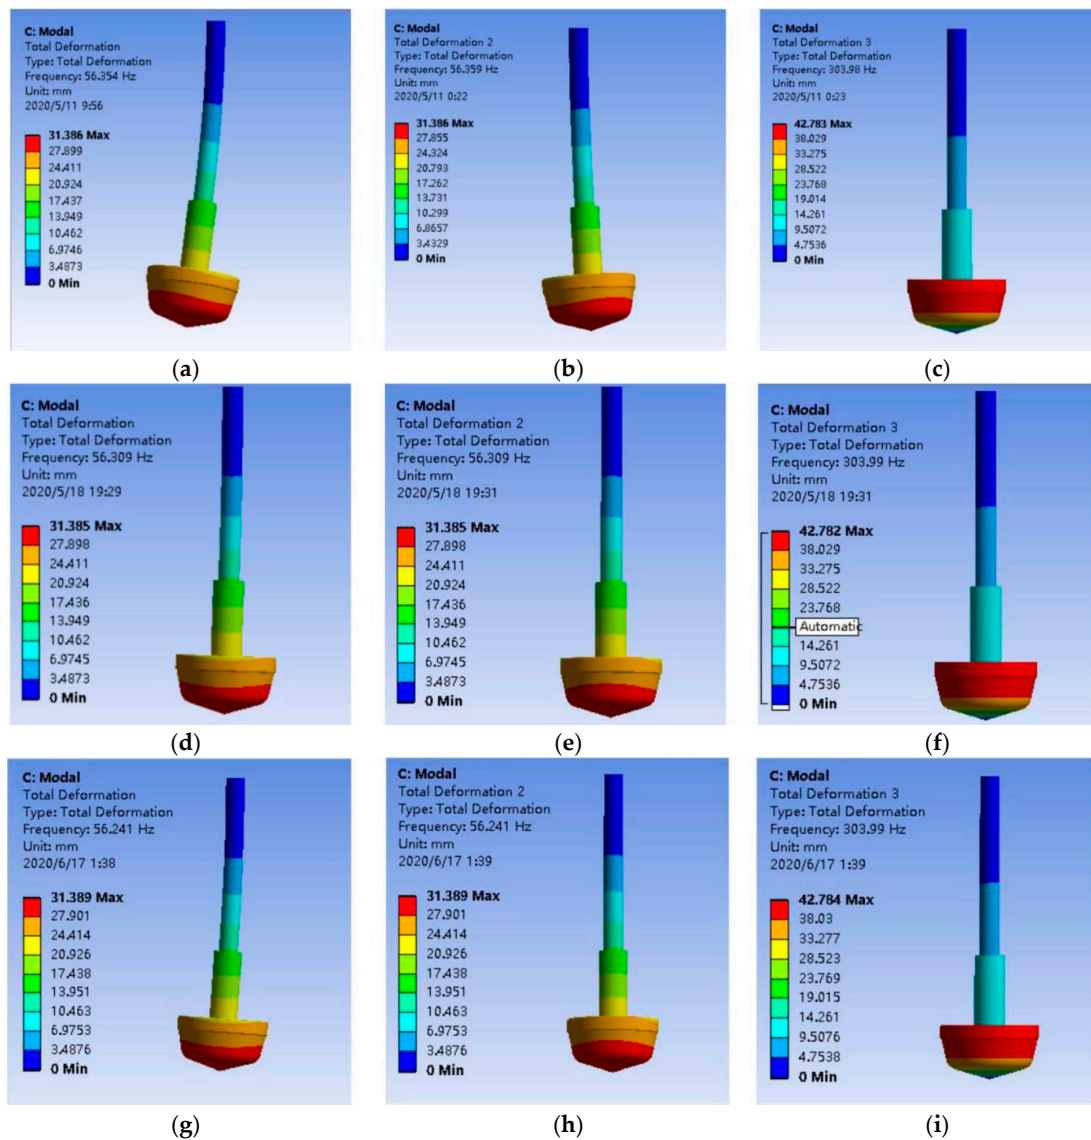 C: Modal
Total Deformation
Type: Total Deformation
Frequency: 56.354 Hz
Unit: mm
2020/5/11 9:56
31.386 Max
27.899
24.411
20.924
17.437
13.949
10.462
6.9746
3.4873
0 Min
(a)
C: Modal
Total Deformation 2
Type: Total Deformation
Frequency: 56.359 Hz
Unit: mm
2020/5/11 0:22
31.386 Max
27.855
24.324
20.793
17.262
13.731
10.299
6.8657
3.4329
0 Min
(b)
C: Modal
Total Deformation 3
Type: Total Deformation
Frequency: 303.98 Hz
Unit: mm
2020/5/11 0:23
42.783 Max
38.029
33.275
28.522
23.768
19.014
14.261
9.5072
4.7536
0 Min
(c)
C: Modal
Total Deformation
Type: Total Deformation
Frequency: 56.309 Hz
Unit: mm
2020/5/18 19:29
31.385 Max
27.898
24.411
20.924
17.436
13.949
10.462
6.9745
3.4873
0 Min
(d)
C: Modal
Total Deformation 2
Type: Total Deformation
Frequency: 56.309 Hz
Unit: mm
2020/5/18 19:31
31.385 Max
27.898
24.411
20.924
17.436
13.949
10.462
6.9745
3.4873
0 Min
(e)
C: Modal
Total Deformation 3
Type: Total Deformation
Frequency: 303.99 Hz
Unit: mm
2020/5/18 19:31
42.782 Max
38.029
33.275
28.522
23.768
Automatic
14.261
9.5072
4.7536
0 Min
(f)
C: Modal
Total Deformation
Type: Total Deformation
Frequency: 56.241 Hz
Unit: mm
2020/6/17 1:38
31.389 Max
27.901
24.414
20.926
17.438
13.951
10.463
6.9753
3.4876
0 Min
(g)
C: Modal
Total Deformation 2
Type: Total Deformation
Frequency: 56.241 Hz
Unit: mm
2020/6/17 1:39
31.389 Max
27.901
24.414
20.926
17.438
13.951
10.463
6.9753
3.4876
0 Min
(h)
C: Modal
Total Deformation 3
Type: Total Deformation
Frequency: 303.99 Hz
Unit: mm
2020/6/17 1:39
42.784 Max
38.03
33.277
28.523
23.769
19.015
14.261
9.5076
4.7538
0 Min
(i)